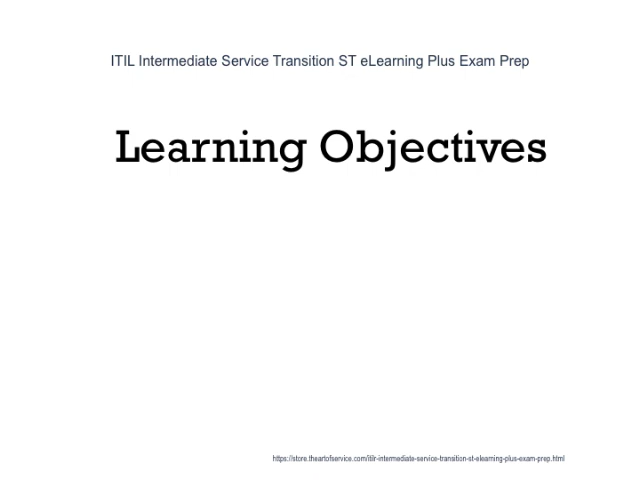 ITIL Intermediate Service Transition ST eLearning Plus Exam Prep
Learning Objectives
https://store.theartofservice.com/itilr-intermediate-service-transition-st-elearning-plus-exam-prep.html